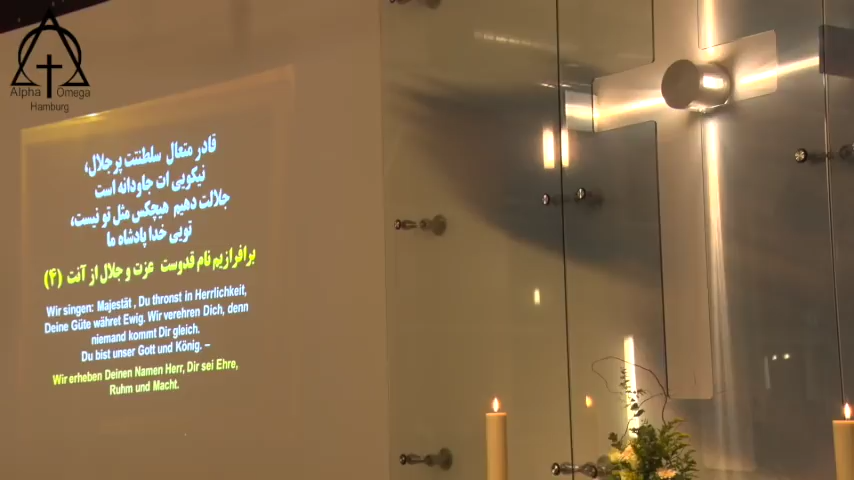 Alpha Omega
Hamburg
قادر متعال سلطنتت پرجلال،
نیکویی ات جاودانه است
جلالت دهیم هیچکس مثل تو نیست،
تویی خدا پادشاه ما
برافرازیم نام قدوست عزت و جلال از آنت (۴)
Wir singen: Majestät , Du thronst in Herrlichkeit,
Deine Güte währet Ewig. Wir verehren Dich, denn
niemand kommt Dir gleich.
Du bist unser Gott und König. –
Wir erheben Deinen Namen Herr, Dir sei Ehre,
Ruhm und Macht.